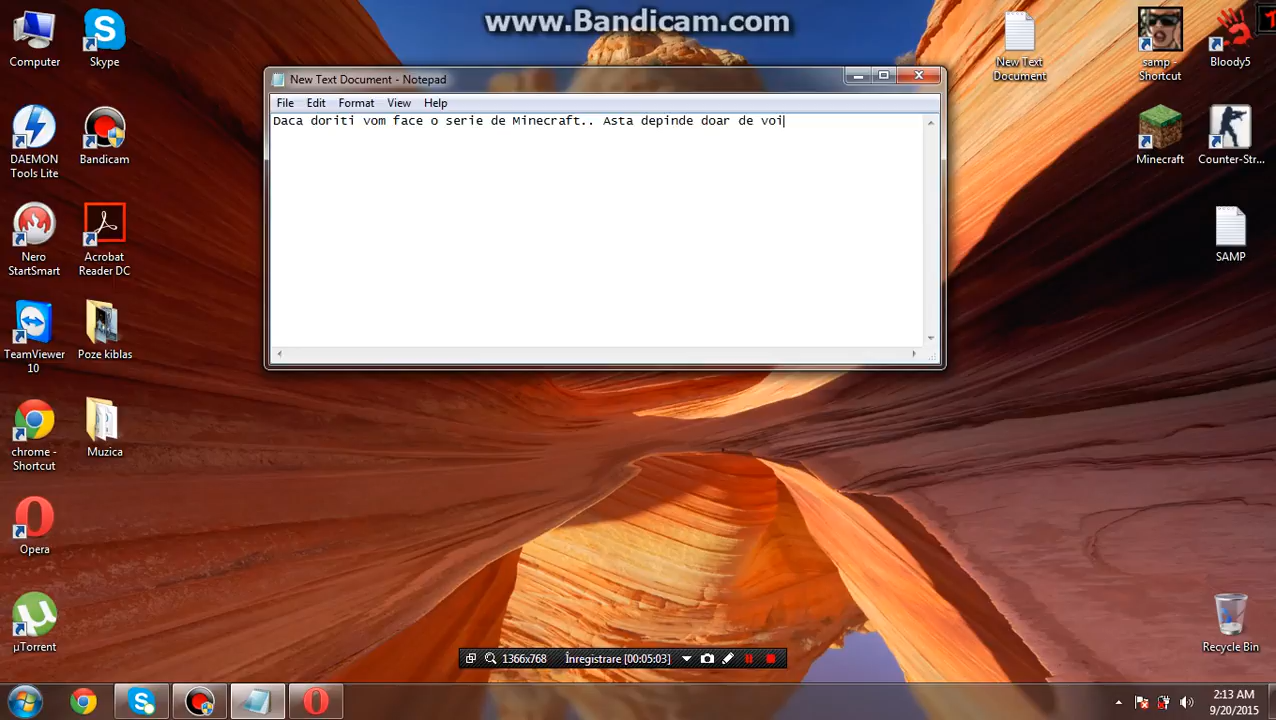 www.Bandicam.com
Computer
Skype
New Text
Document
samp -
Shortcut
Bloody5
New Text Document - Notepad
File Edit Format View Help
Daca doriti vom face o serie de Minecraft.. Asta depinde doar de voi
DAEMON
Tools Lite
Bandicam
Minecraft
Counter-Str...
Nero
StartSmart
Acrobat
Reader DC
SAMP
TeamViewer
10
Poze kiblas
chrome -
Shortcut
Muzica
Opera
µTorrent
Recycle Bin
1366x768 Înregistrare [00:05:03]
2:13 AM
9/20/2015